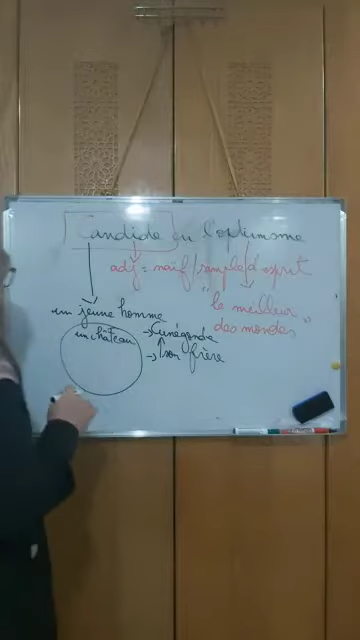 Candide ou l'optimisme
adj = naïf / simple d'esprit
"le meilleur
des mondes"
un jeune homme
un château
→ Cunégonde
→ son frère